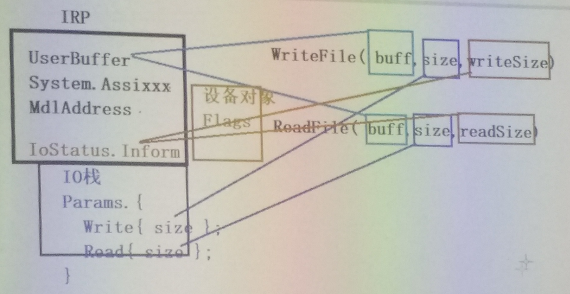 IRP
UserBuffer
System.Assixxx
MdlAddress
IoStatus.Inform
设备对象
Flags
WriteFile( buff, size, writeSize)
ReadFile( buff, size, readSize)
IO栈
Params.{
Write{ size };
Read{ size };
}